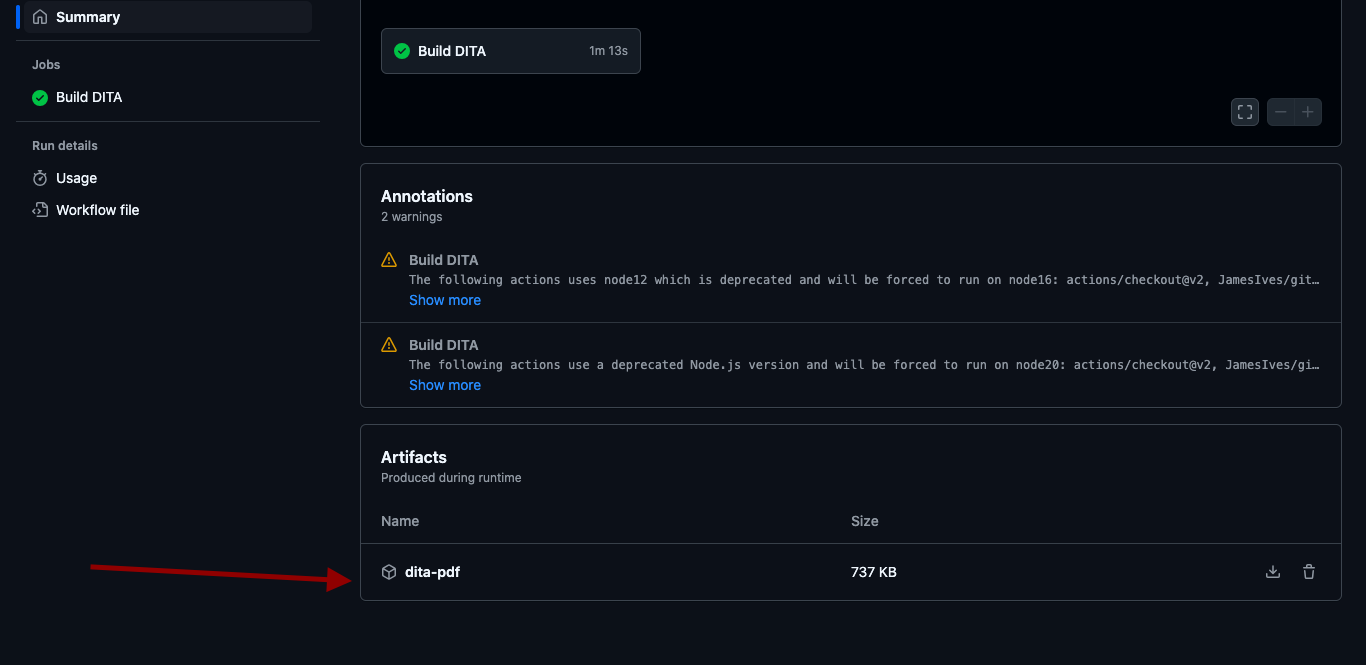 Summary
Jobs
Build DITA
Run details
Usage
Workflow file
Build DITA 1m 13s
Annotations
2 warnings
Build DITA
The following actions uses node12 which is deprecated and will be forced to run on node16: actions/checkout@v2, JamesIves/git…
Show more
Build DITA
The following actions use a deprecated Node.js version and will be forced to run on node20: actions/checkout@v2, JamesIves/gi…
Show more
Artifacts
Produced during runtime
Name Size
dita-pdf 737 KB